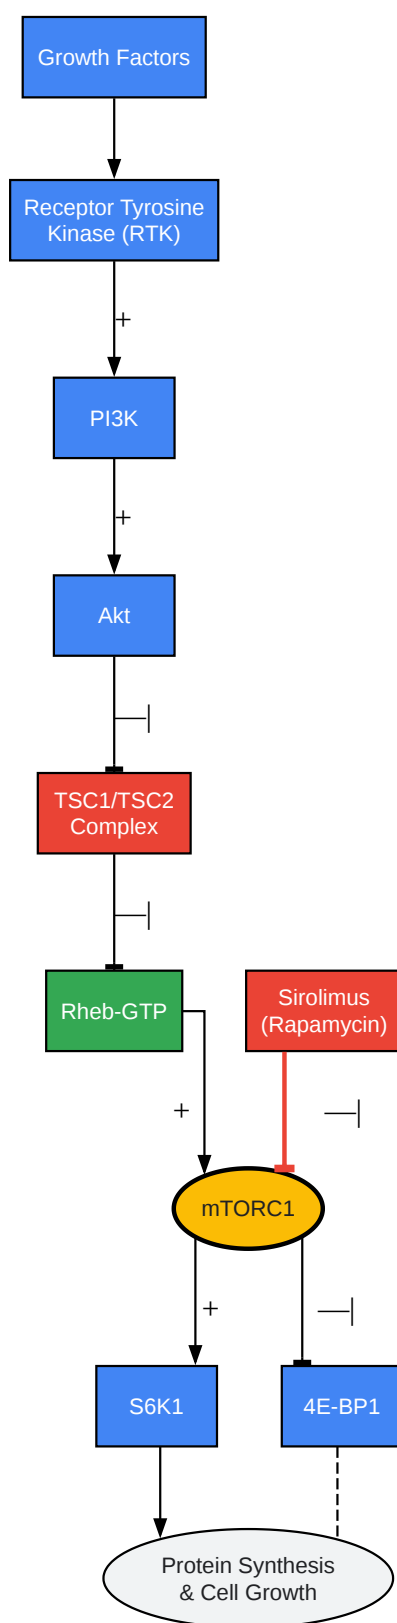 Growth Factors
Receptor Tyrosine
Kinase (RTK)
+
PI3K
+
Akt
⊣
TSC1/TSC2
Complex
⊣
Rheb-GTP
Sirolimus
(Rapamycin)
+
⊣
mTORC1
+
⊣
S6K1
4E-BP1
Protein Synthesis
& Cell Growth